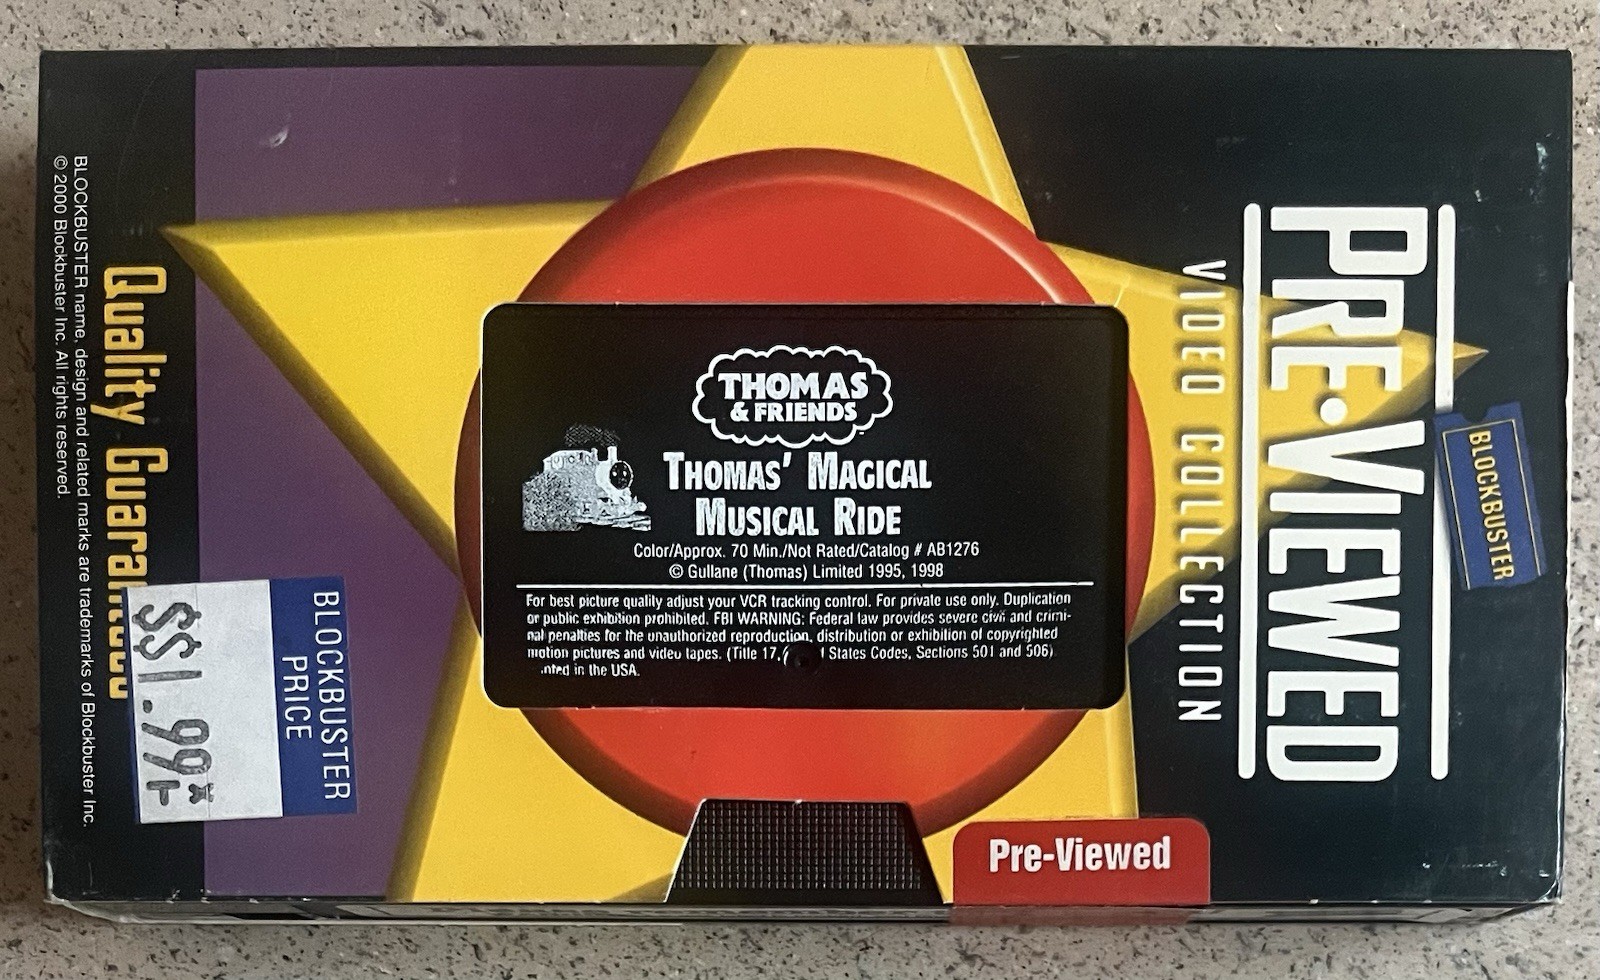 PRE•VIEWED
VIDEO COLLECTION
BLOCKBUSTER
THOMAS
& FRIENDS
THOMAS' MAGICAL
MUSICAL RIDE
Color/Approx. 70 Min./Not Rated/Catalog # AB1276
© Gullane (Thomas) Limited 1995, 1998
For best picture quality adjust your VCR tracking control. For private use only. Duplication
or public exhibition prohibited. FBI WARNING: Federal law provides severe civil and crimi-
nal penalties for the unauthorized reproduction, distribution or exhibition of copyrighted
motion pictures and video tapes. (Title 17, States Codes, Sections 501 and 506)
in the USA.
Pre-Viewed
BLOCKBUSTER
PRICE
$$1.99
Quality Guarantee
BLOCKBUSTER name, design and related marks are trademarks of Blockbuster Inc.
© 2000 Blockbuster Inc. All rights reserved.